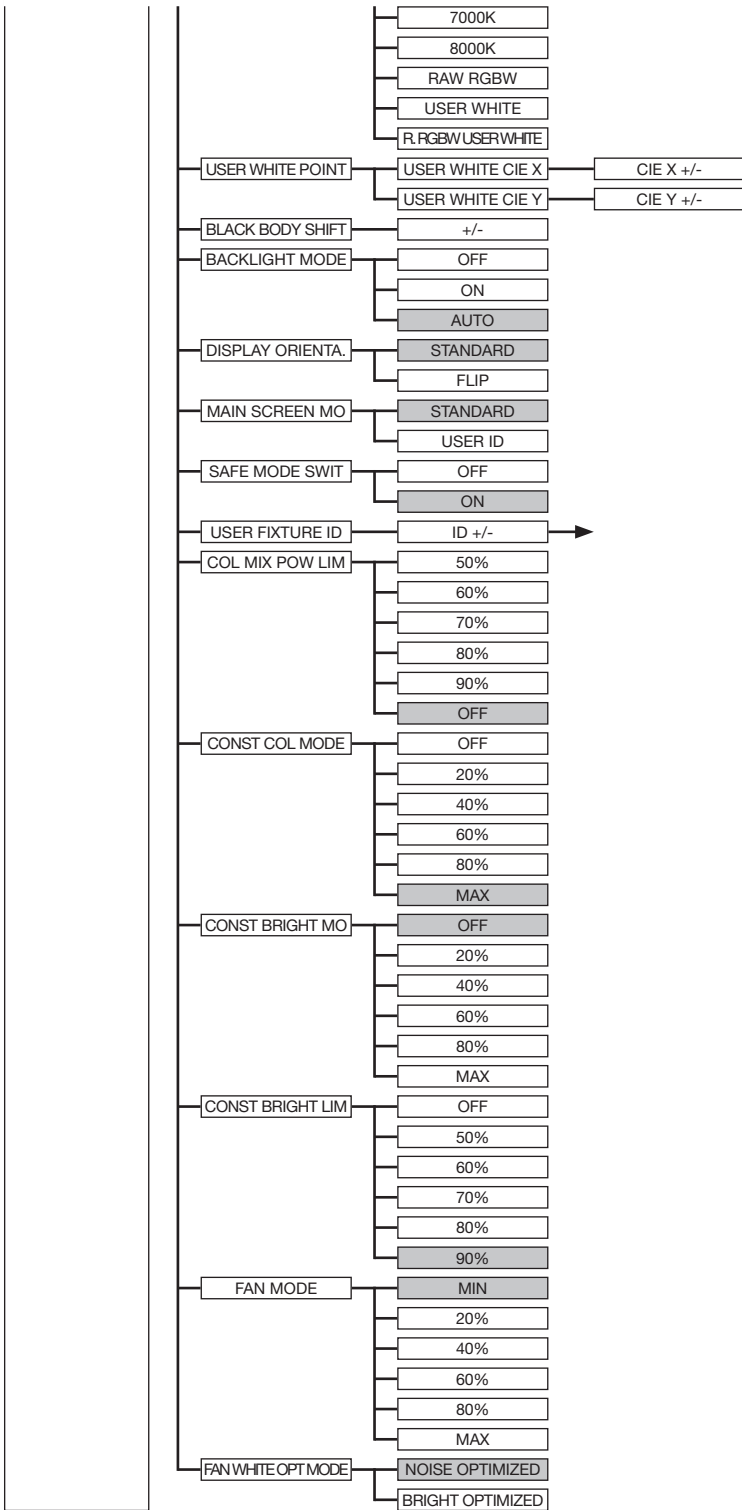 7000K
8000K
RAW RGBW
USER WHITE
R. RGBW USER WHITE
USER WHITE POINT USER WHITE CIE X CIE X +/-
USER WHITE CIE Y CIE Y +/-
BLACK BODY SHIFT +/-
BACKLIGHT MODE OFF
ON
AUTO
DISPLAY ORIENTA. STANDARD
FLIP
MAIN SCREEN MO STANDARD
USER ID
SAFE MODE SWIT OFF
ON
USER FIXTURE ID ID +/-
COL MIX POW LIM 50%
60%
70%
80%
90%
OFF
CONST COL MODE OFF
20%
40%
60%
80%
MAX
CONST BRIGHT MO OFF
20%
40%
60%
80%
MAX
CONST BRIGHT LIM OFF
50%
60%
70%
80%
90%
FAN MODE MIN
20%
40%
60%
80%
MAX
FAN WHITE OPT MODE NOISE OPTIMIZED
BRIGHT OPTIMIZED